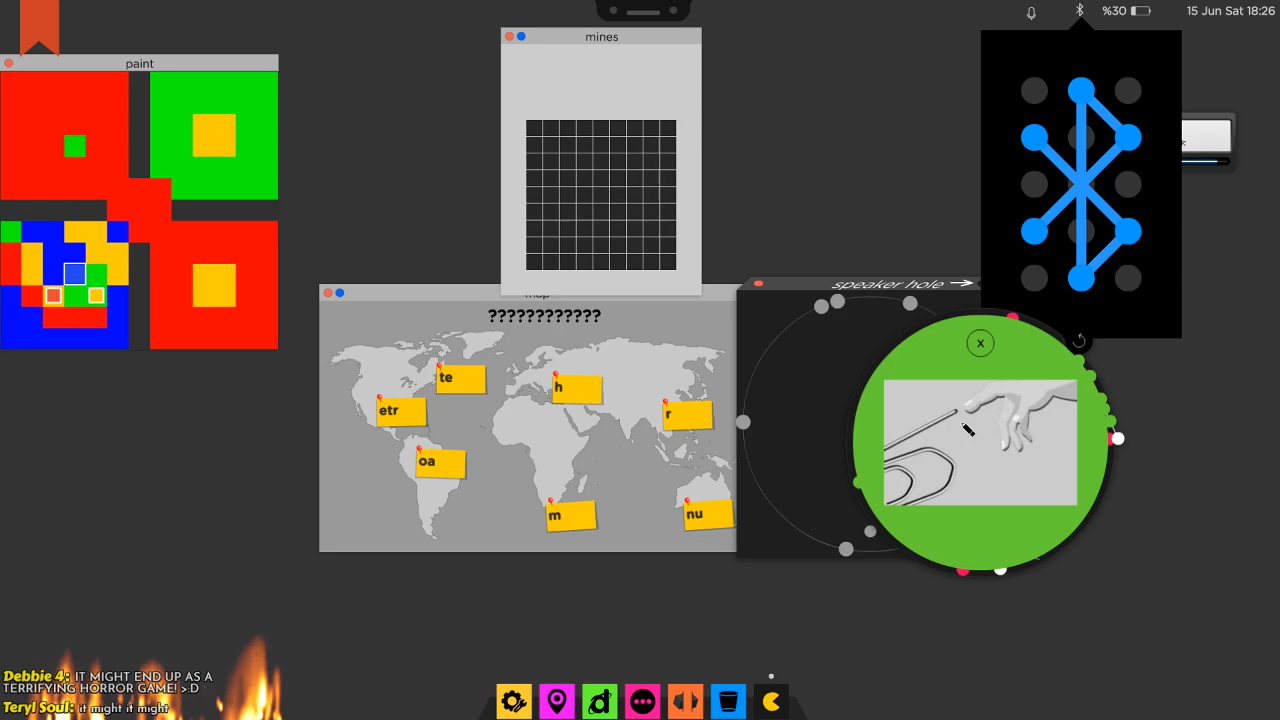 %30
15 Jun Sat 18:26
paint
mines
speaker hole →
????????????
te
h
etr
r
oa
m
nu
x
Debbie 4: IT MIGHT END UP AS A
TERRIFYING HORROR GAME! >:D
Teryl Soul: it might it might